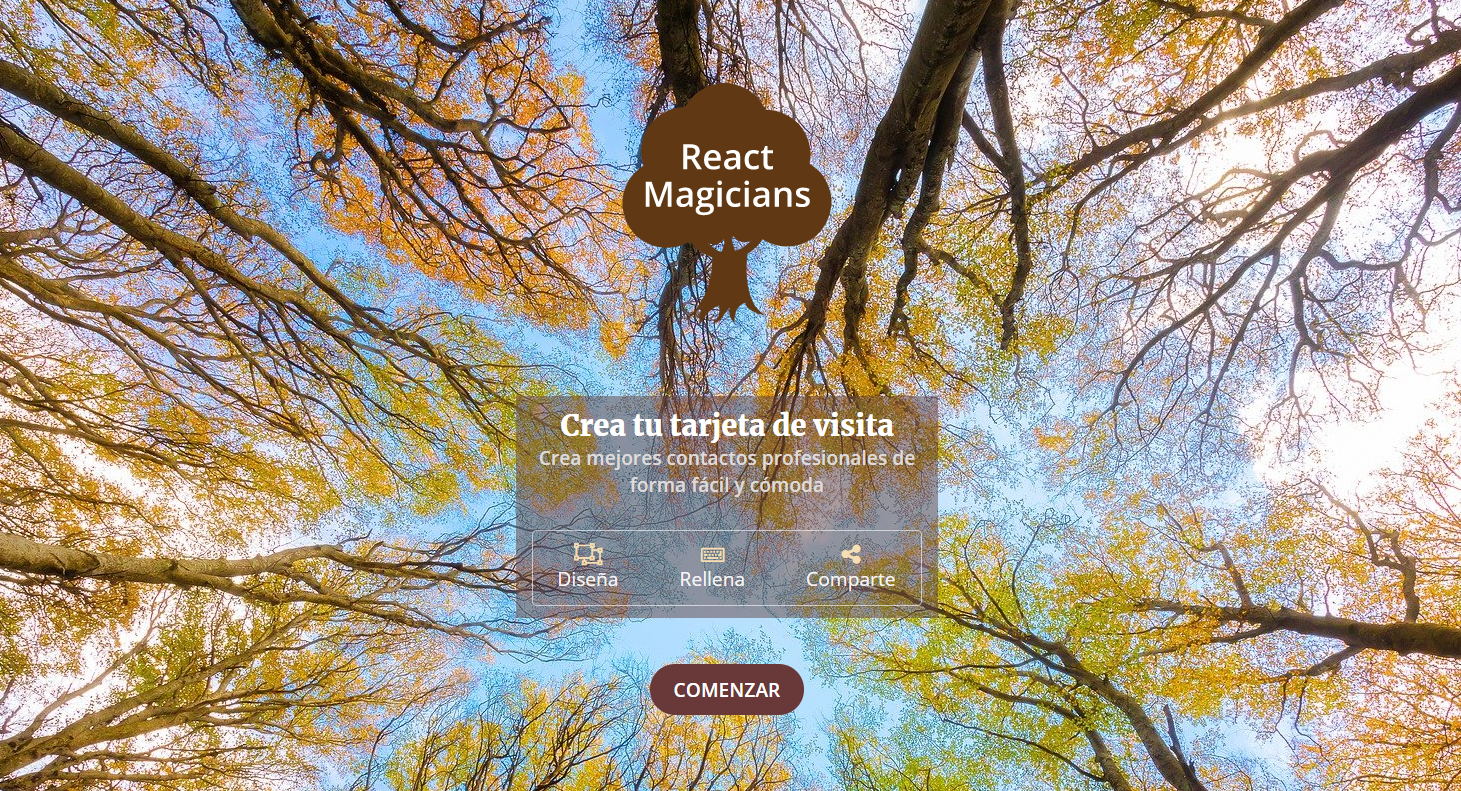 React
Magicians
Crea tu tarjeta de visita
Crea mejores contactos profesionales de
forma fácil y cómoda
Diseña
Rellena
Comparte
COMENZAR